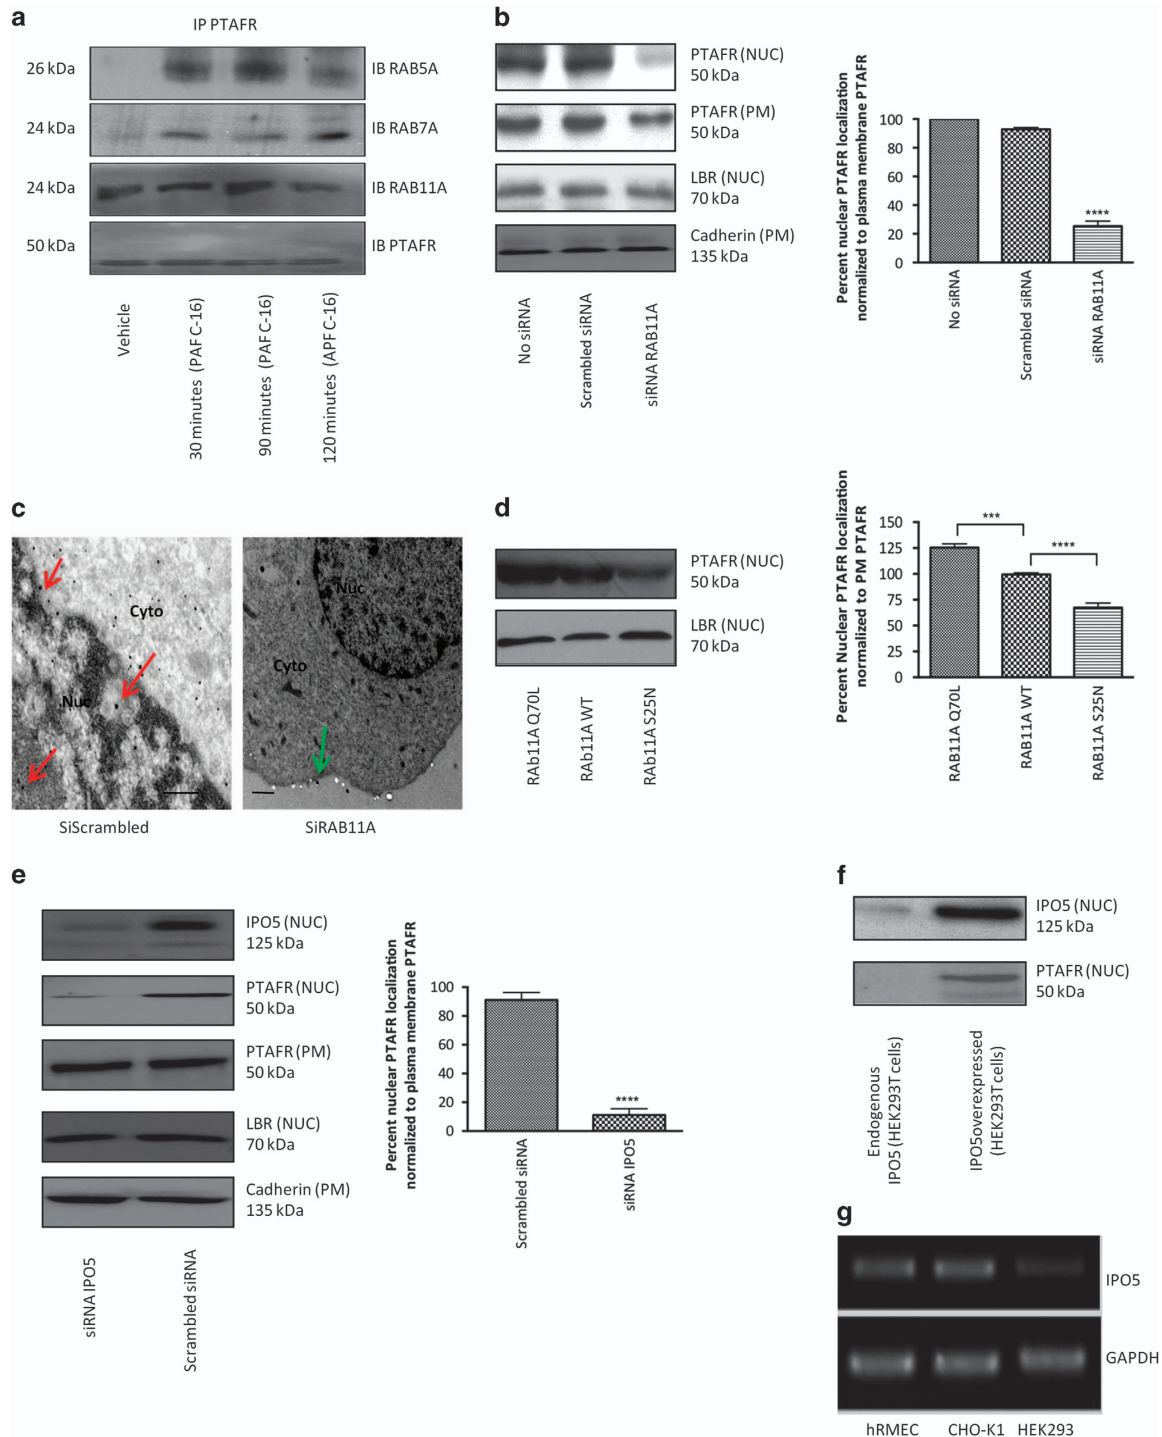 a
IP PTAFR
26 kDa
IB RAB5A
24 kDa
IB RAB7A
24 kDa
IB RAB11A
50 kDa
IB PTAFR
Vehicle
30 minutes (PAF C-16)
90 minutes (PAF C-16)
120 minutes (APF C-16)
b
PTAFR (NUC)
50 kDa
PTAFR (PM)
50 kDa
LBR (NUC)
70 kDa
Cadherin (PM)
135 kDa
No siRNA
Scrambled siRNA
siRNA RAB11A
Percent nuclear PTAFR localization
normalized to plasma membrane PTAFR
100
80
60
40
20
0
****
No siRNA
Scrambled siRNA
siRNA RAB11A
c
Cyto
Nuc
SiScrambled
Nuc
Cyto
SiRAB11A
d
PTAFR (NUC)
50 kDa
LBR (NUC)
70 kDa
RAb11A Q70L
RAb11A WT
RAb11A S25N
Percent Nuclear PTAFR localization
normalized to PM PTAFR
150
125
100
75
50
25
0
***
****
RAB11A Q70L
RAB11A WT
RAB11A S25N
e
IPO5 (NUC)
125 kDa
PTAFR (NUC)
50 kDa
PTAFR (PM)
50 kDa
LBR (NUC)
70 kDa
Cadherin (PM)
135 kDa
siRNA IPO5
Scrambled siRNA
Percent nuclear PTAFR localization
normalized to plasma membrane PTAFR
100
80
60
40
20
0
****
Scrambled siRNA
siRNA IPO5
f
IPO5 (NUC)
125 kDa
PTAFR (NUC)
50 kDa
Endogenous
IPO5 (HEK293T cells)
IPO5overexpressed
(HEK293T cells)
g
IPO5
GAPDH
hRMEC
CHO-K1
HEK293